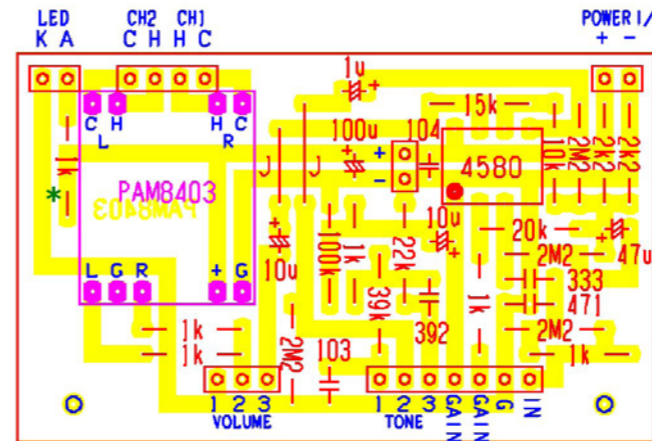 LED CH2 CH1 POWER I/
K A C H H C + -
1u
C H H C
L R
15k
100u 104
+
-
4580
10k
2M2
2k2
2k2
1k
J J
PAM8403
*
PAM8403
100k
1k
22k
10u
20k
47u
2M2
10u
L G R + G
39k
392
1k
333
471
2M2
1k
1k
1k
2M2
103
1 2 3
VOLUME
1 2 3 GAIN GAIN G IN
TONE